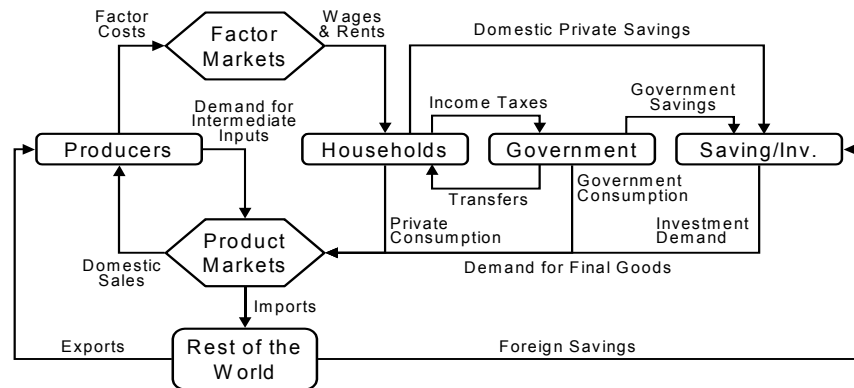 Factor
Costs
Factor
Markets
Wages
& Rents
Domestic Private Savings
Demand for
Intermediate
Inputs
Income Taxes
Government
Savings
Producers
Households
Government
Saving/Inv.
Transfers
Government
Consumption
Private
Consumption
Investment
Demand
Domestic
Sales
Product
Markets
Demand for Final Goods
Imports
Exports
Rest of the
World
Foreign Savings